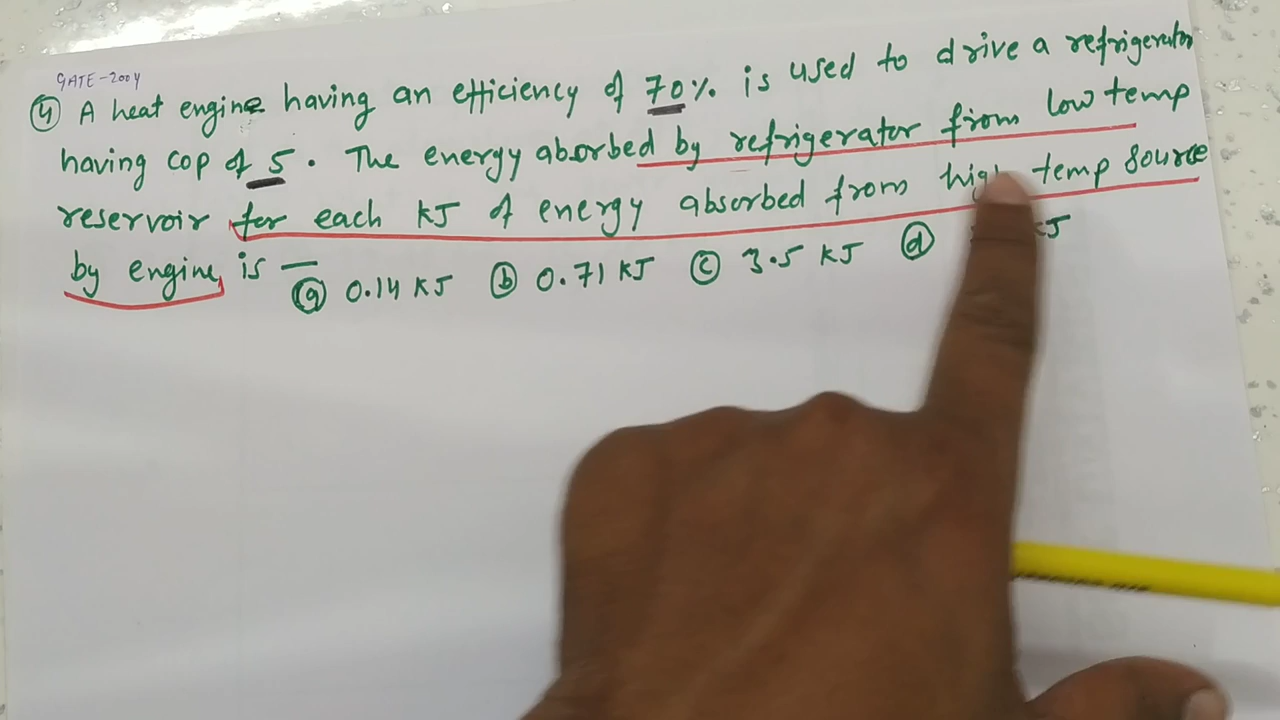 GATE-2004
④ A heat engine having an efficiency of 70%. is used to drive a refrigerator
having cop of 5. The energy aborbed by refrigerator from low temp
reservoir for each kJ of energy absorbed from high temp source
by engine is —
ⓐ 0.14 kJ ⓑ 0.71 kJ ⓒ 3.5 kJ ⓓ kJ